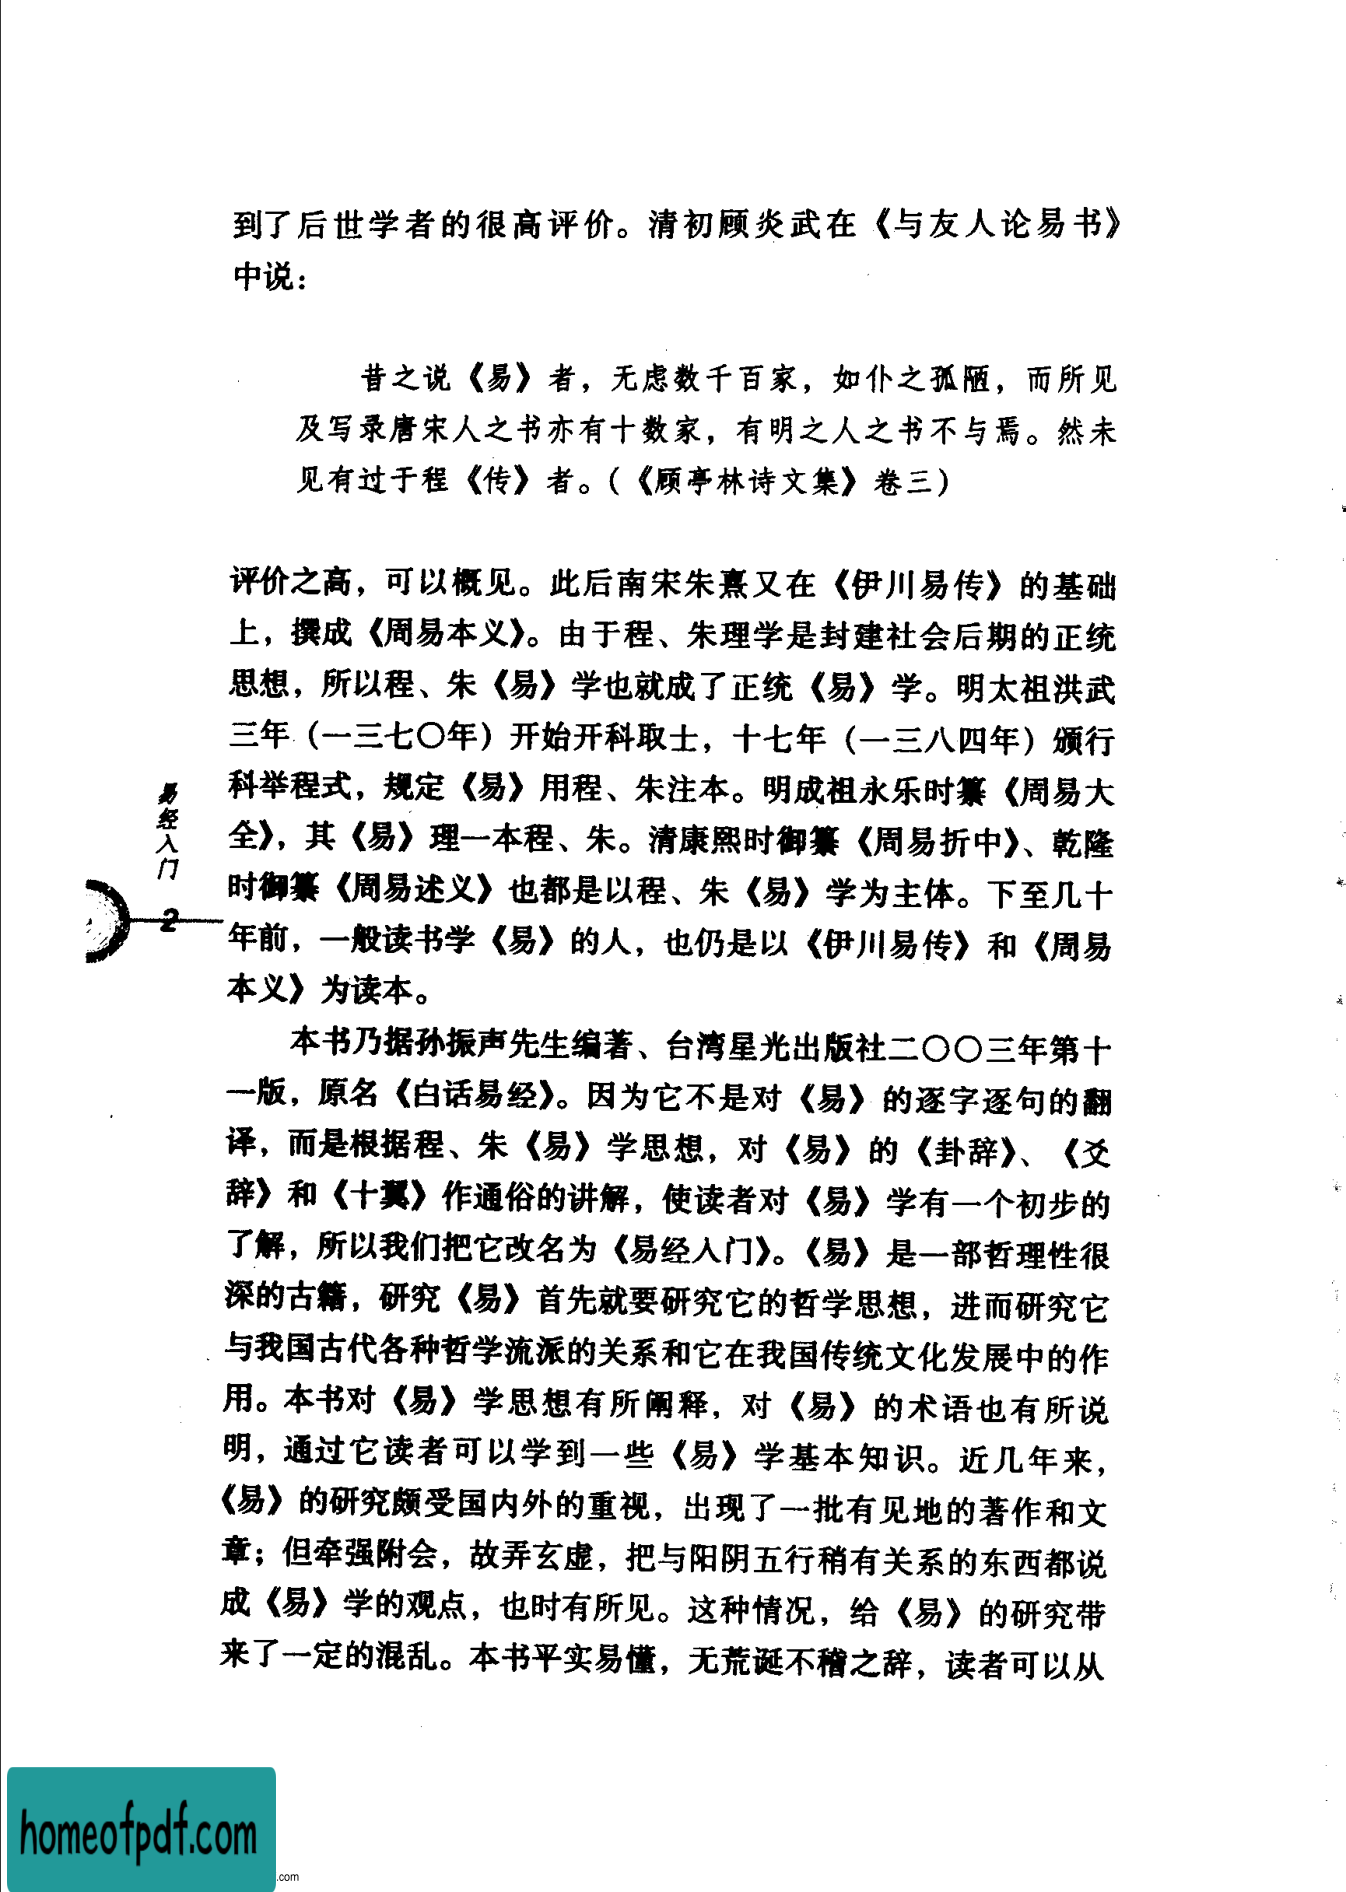 到了后世学者的很高评价。清初顾炎武在《与友人论易书》
中说：
昔之说《易》者，无虑数千百家，如仆之孤陋，而所见
及写录唐宋人之书亦有十数家，有明之人之书不与焉。然未
见有过于程《传》者。（《顾亭林诗文集》卷三）
评价之高，可以概见。此后南宋朱熹又在《伊川易传》的基础
上，撰成《周易本义》。由于程、朱理学是封建社会后期的正统
思想，所以程、朱《易》学也就成了正统《易》学。明太祖洪武
三年（一三七〇年）开始开科取士，十七年（一三八四年）颁行
科举程式，规定《易》用程、朱注本。明成祖永乐时纂《周易大
全》，其《易》理一本程、朱。清康熙时御纂《周易折中》、乾隆
时御纂《周易述义》也都是以程、朱《易》学为主体。下至几十
年前，一般读书学《易》的人，也仍是以《伊川易传》和《周易
本义》为读本。
本书乃据孙振声先生编著、台湾星光出版社二〇〇三年第十
一版，原名《白话易经》。因为它不是对《易》的逐字逐句的翻
译，而是根据程、朱《易》学思想，对《易》的《卦辞》、《爻
辞》和《十翼》作通俗的讲解，使读者对《易》学有一个初步的
了解，所以我们把它改名为《易经入门》。《易》是一部哲理性很
深的古籍，研究《易》首先就要研究它的哲学思想，进而研究它
与我国古代各种哲学流派的关系和它在我国传统文化发展中的作
用。本书对《易》学思想有所阐释，对《易》的术语也有所说
明，通过它读者可以学到一些《易》学基本知识。近几年来，
《易》的研究颇受国内外的重视，出现了一批有见地的著作和文
章；但牵强附会，故弄玄虚，把与阳阴五行稍有关系的东西都说
成《易》学的观点，也时有所见。这种情况，给《易》的研究带
来了一定的混乱。本书平实易懂，无荒诞不稽之辞，读者可以从
易经入门
2
homeofpdf.com
.com